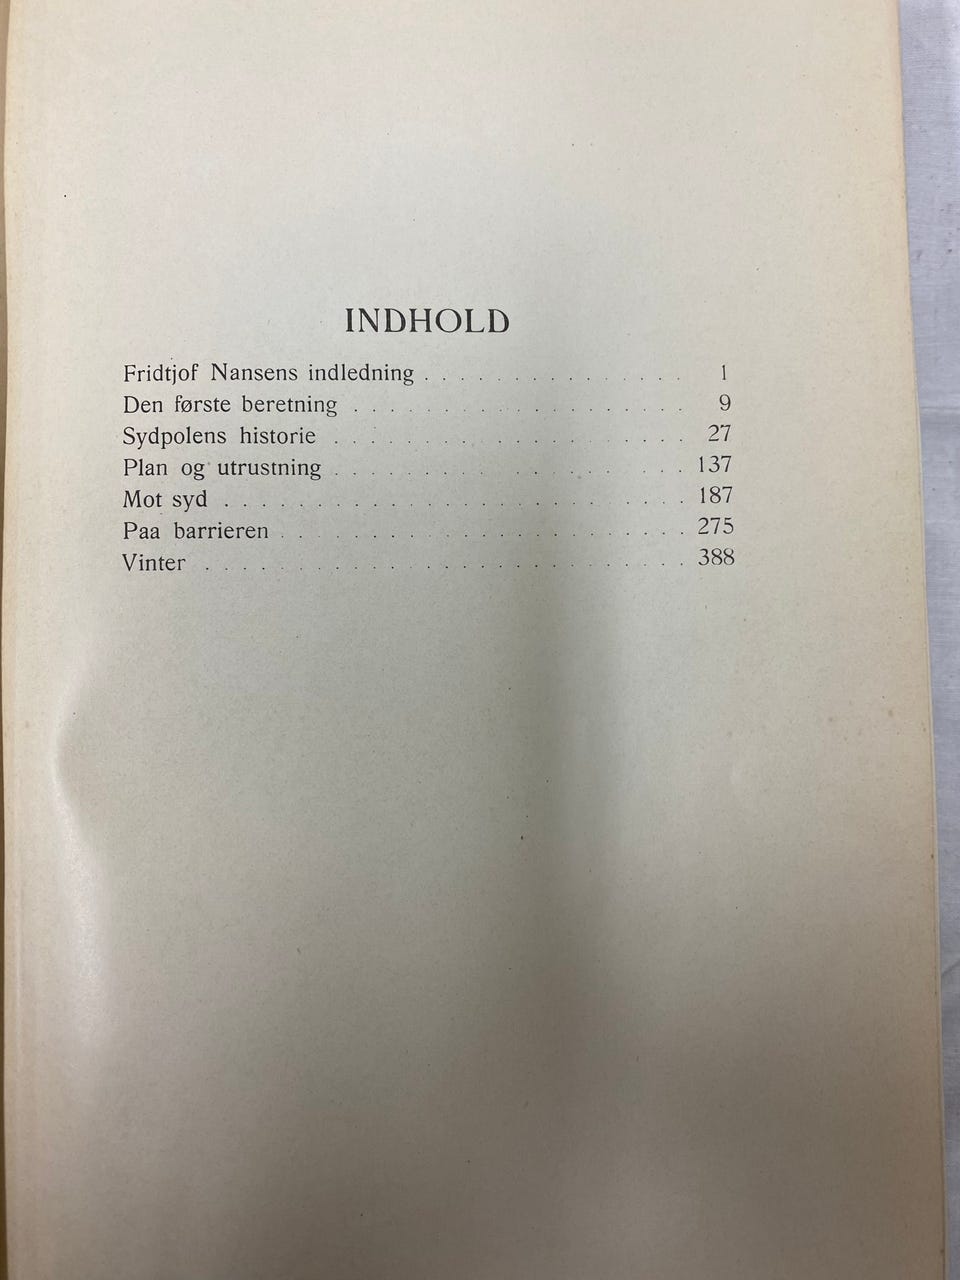 INDHOLD
Fridtjof Nansens indledning . . . . . . . . . . . . . . . 1
Den første beretning . . . . . . . . . . . . . . . . . . 9
Sydpolens historie . . . . . . . . . . . . . . . . . . . 27
Plan og utrustning . . . . . . . . . . . . . . . . . . . 137
Mot syd . . . . . . . . . . . . . . . . . . . . . . . . . 187
Paa barrieren . . . . . . . . . . . . . . . . . . . . . . 275
Vinter . . . . . . . . . . . . . . . . . . . . . . . . . . 388